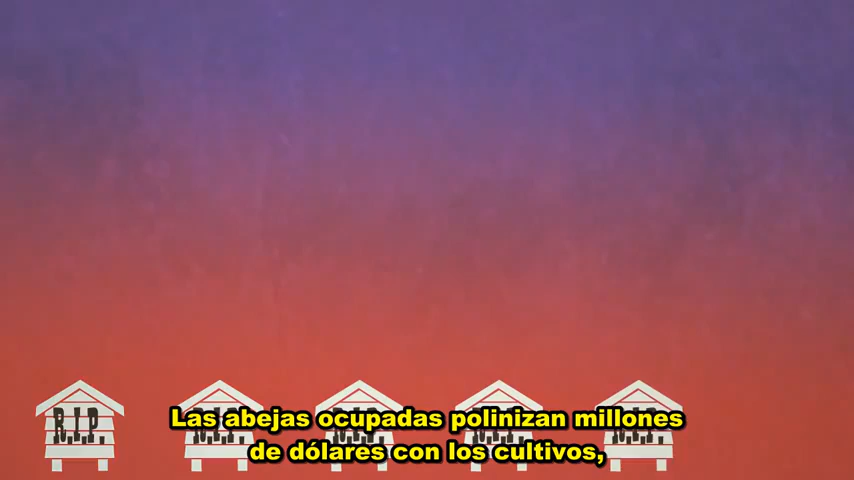 R.I.P. R.I.P. R.I.P. R.I.P. R.I.P.
Las abejas ocupadas polinizan millones
de dólares con los cultivos,